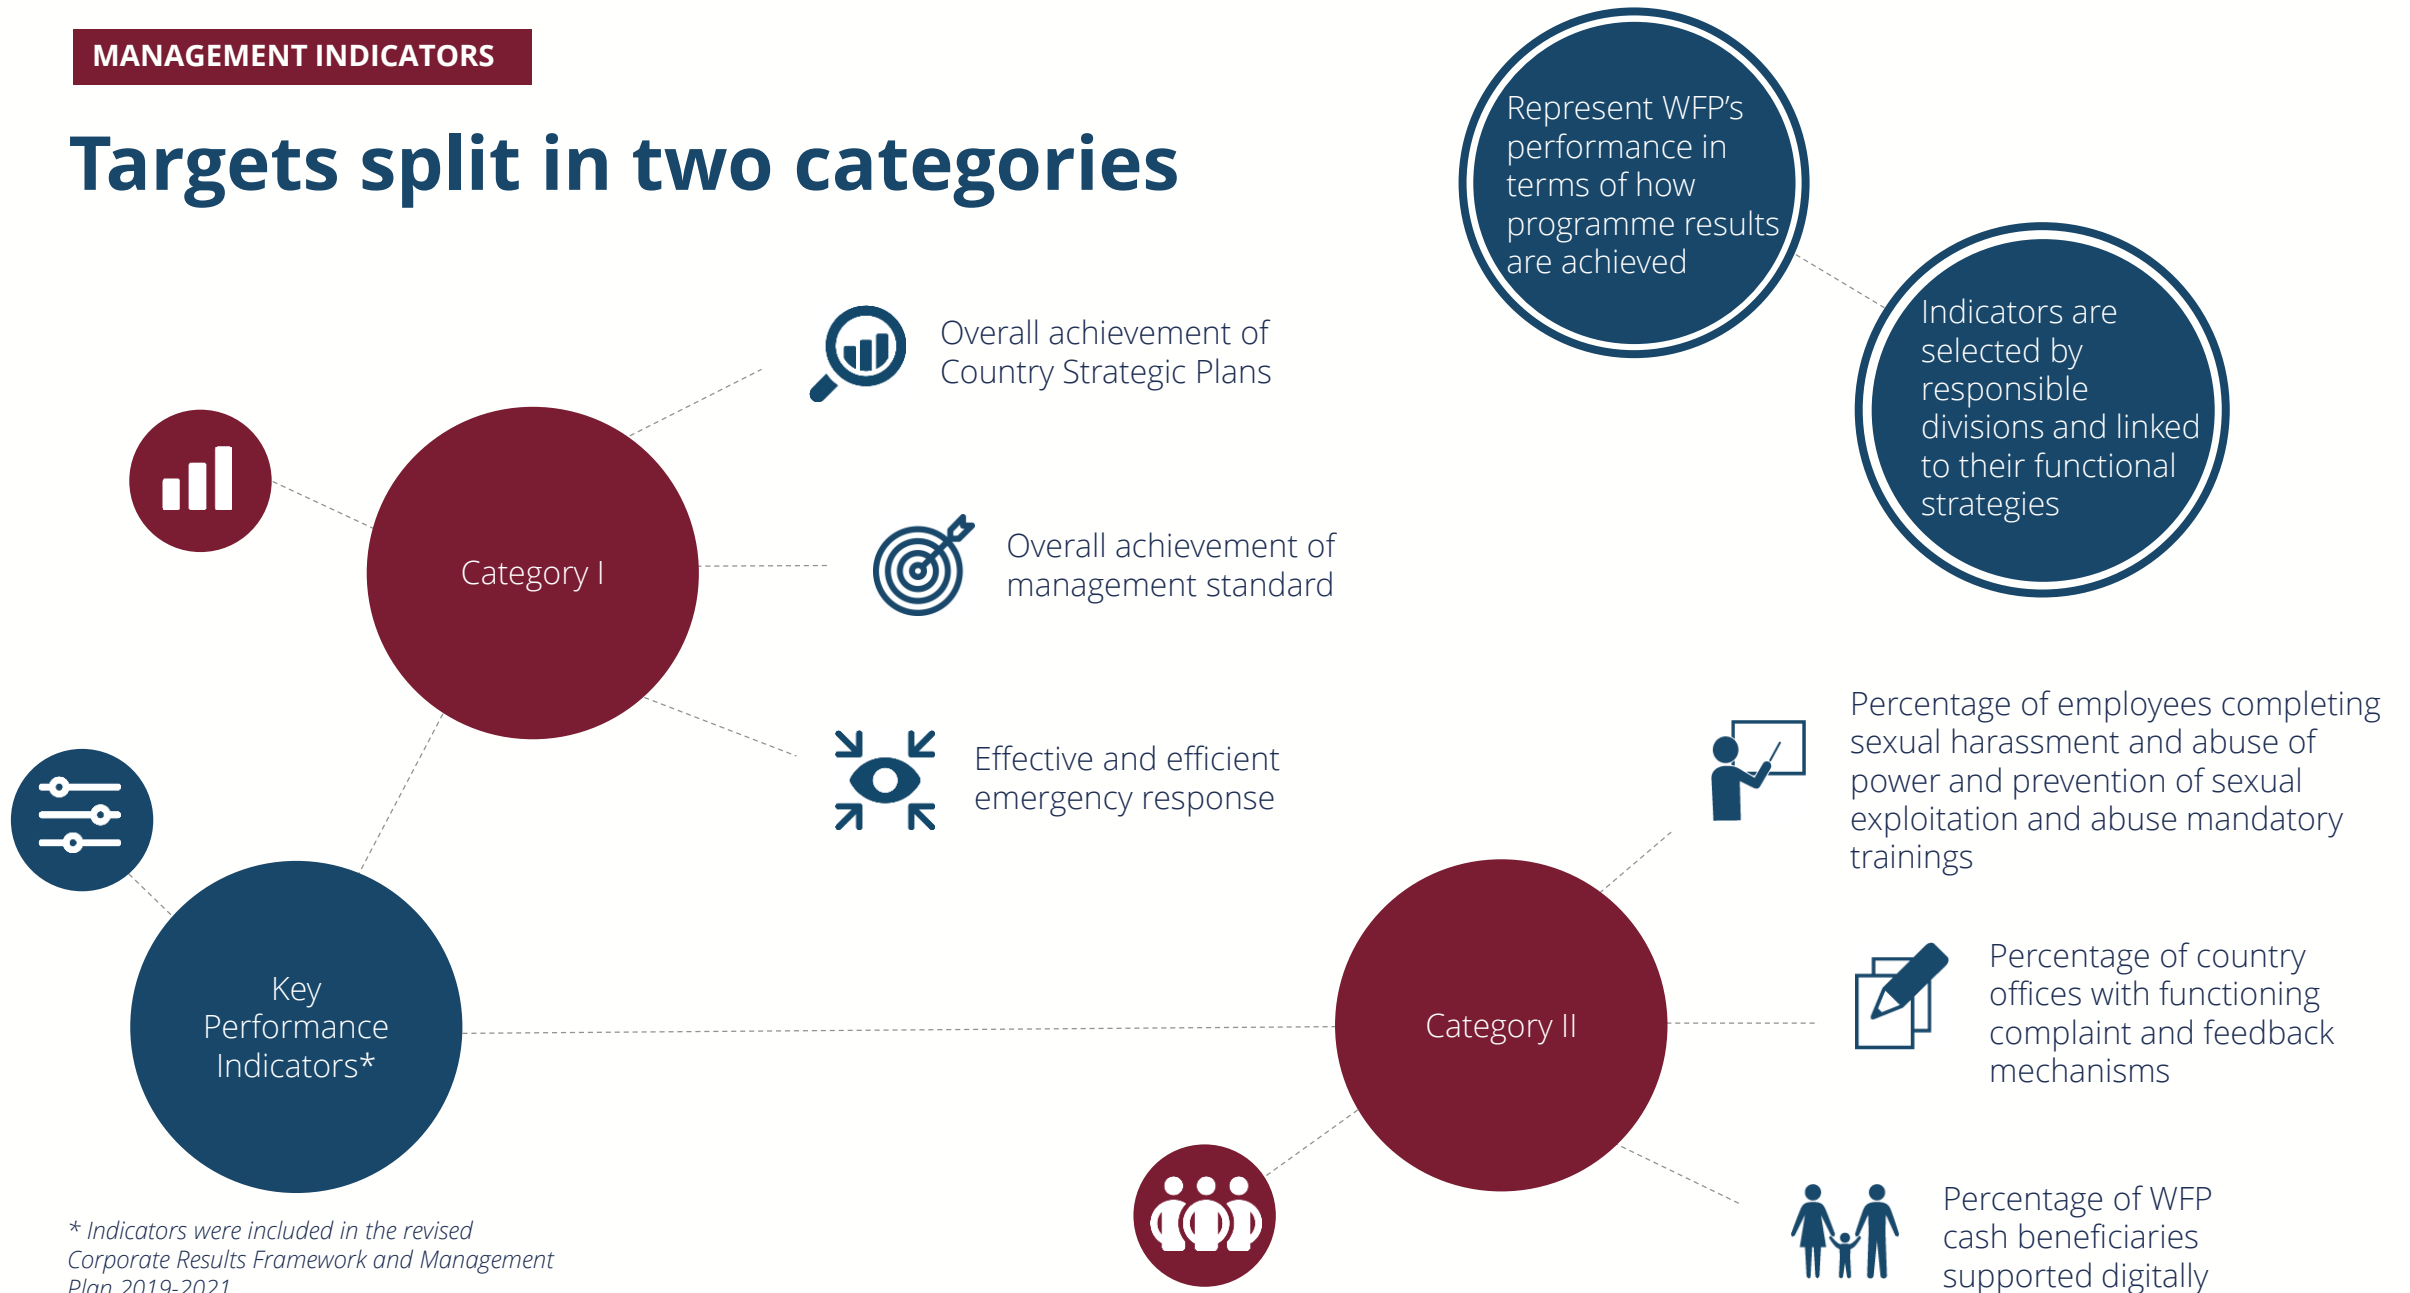 MANAGEMENT INDICATORS
Targets split in two categories
Represent WFP’s
performance in
terms of how
programme results
are achieved
Indicators are
selected by
responsible
divisions and linked
to their functional
strategies
Overall achievement of
Country Strategic Plans
Category I
Overall achievement of
management standard
Effective and efficient
emergency response
Key
Performance
Indicators*
Category II
Percentage of employees completing
sexual harassment and abuse of
power and prevention of sexual
exploitation and abuse mandatory
trainings
Percentage of country
offices with functioning
complaint and feedback
mechanisms
Percentage of WFP
cash beneficiaries
supported digitally
* Indicators were included in the revised
Corporate Results Framework and Management
Plan 2019-2021